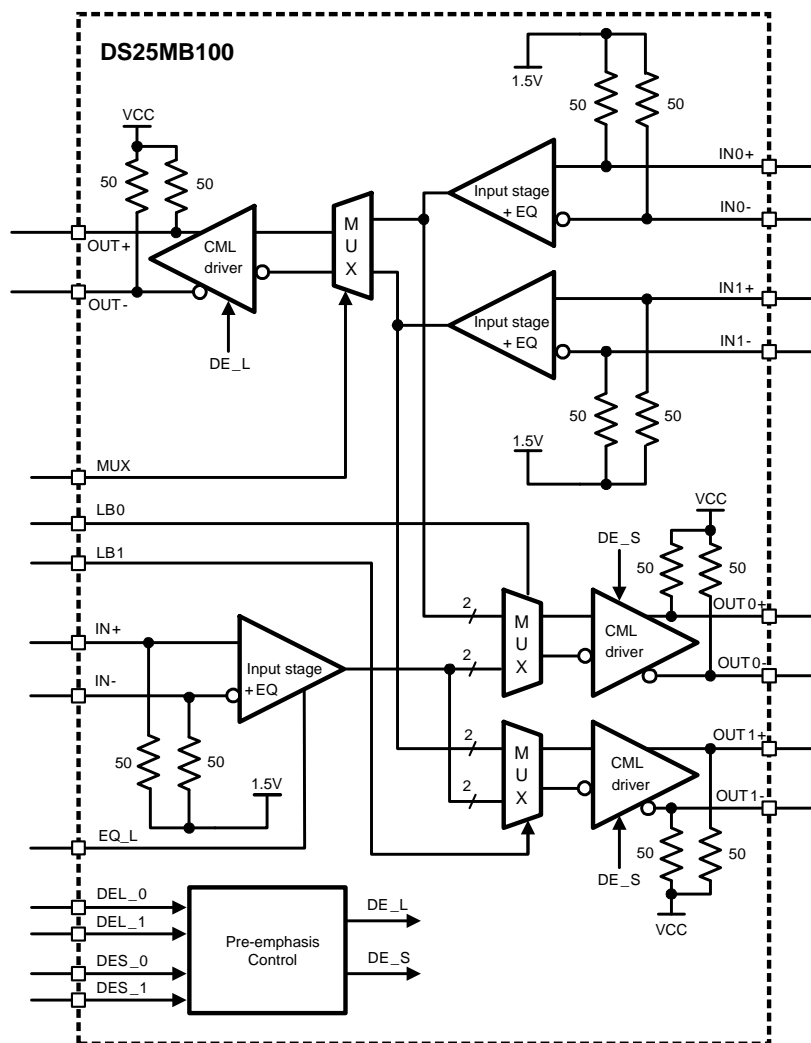 DS25MB100
1.5V
50
50
VCC
50
50
IN0+
Input stage
+ EQ
IN0-
OUT+
CML
driver
M
U
X
OUT-
DE_L
IN1+
Input stage
+ EQ
IN1-
50
50
1.5V
MUX
LB0
LB1
VCC
DE_S
50
50
2
OUT0+
M
U
X
CML
driver
2
OUT0-
IN+
Input stage
+EQ
IN-
50
50
1.5V
2
M
U
X
CML
driver
OUT1+
2
OUT1-
EQ_L
DE_S
50
50
VCC
DEL_0
DEL_1
DES_0
DES_1
Pre-emphasis
Control
DE_L
DE_S